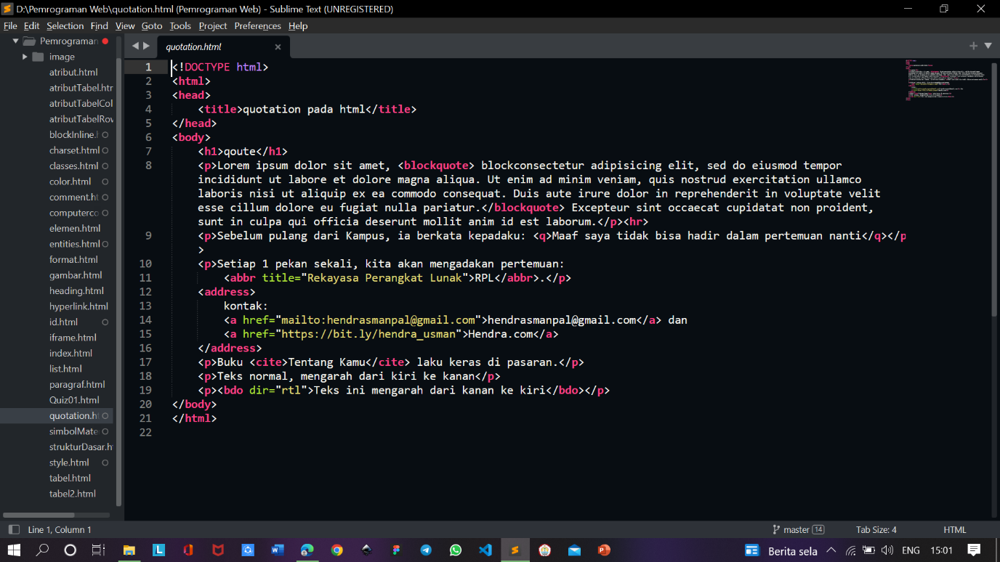 D:\Pemrograman Web\quotation.html (Pemrograman Web) - Sublime Text (UNREGISTERED)
File Edit Selection Find View Goto Tools Project Preferences Help
Pemrograman
image
atribut.html
atributTabel.htr
atributTabelCol
atributTabelRov
blockInline.
charset.html
classes.html
color.html
comment.ht
computerco
elemen.html
entities.html
format.html
gambar.html
heading.html
hyperlink.html
id.html
iframe.html
index.html
list.html
paragraf.html
Quiz01.html
quotation.ht
simbolMate
strukturDasar.h
style.html
tabel.html
tabel2.html
quotation.html
1 <!DOCTYPE html>
2 <html>
3 <head>
4 <title>quotation pada html</title>
5 </head>
6 <body>
7 <h1>qoute</h1>
8 <p>Lorem ipsum dolor sit amet, <blockquote> blockconsectetur adipisicing elit, sed do eiusmod tempor
incididunt ut labore et dolore magna aliqua. Ut enim ad minim veniam, quis nostrud exercitation ullamco
laboris nisi ut aliquip ex ea commodo consequat. Duis aute irure dolor in reprehenderit in voluptate velit
esse cillum dolore eu fugiat nulla pariatur.</blockquote> Excepteur sint occaecat cupidatat non proident,
sunt in culpa qui officia deserunt mollit anim id est laborum.</p><hr>
9 <p>Sebelum pulang dari Kampus, ia berkata kepadaku: <q>Maaf saya tidak bisa hadir dalam pertemuan nanti</q></p
>
10 <p>Setiap 1 pekan sekali, kita akan mengadakan pertemuan:
11 <abbr title="Rekayasa Perangkat Lunak">RPL</abbr>.</p>
12 <address>
13 kontak:
14 <a href="mailto:hendrasmanpal@gmail.com">hendrasmanpal@gmail.com</a> dan
15 <a href="https://bit.ly/hendra_usman">Hendra.com</a>
16 </address>
17 <p>Buku <cite>Tentang Kamu</cite> laku keras di pasaran.</p>
18 <p>Teks normal, mengarah dari kiri ke kanan</p>
19 <p><bdo dir="rtl">Teks ini mengarah dari kanan ke kiri</bdo></p>
20 </body>
21 </html>
22
Line 1, Column 1 master 14 Tab Size: 4 HTML
Berita sela ENG 15:01